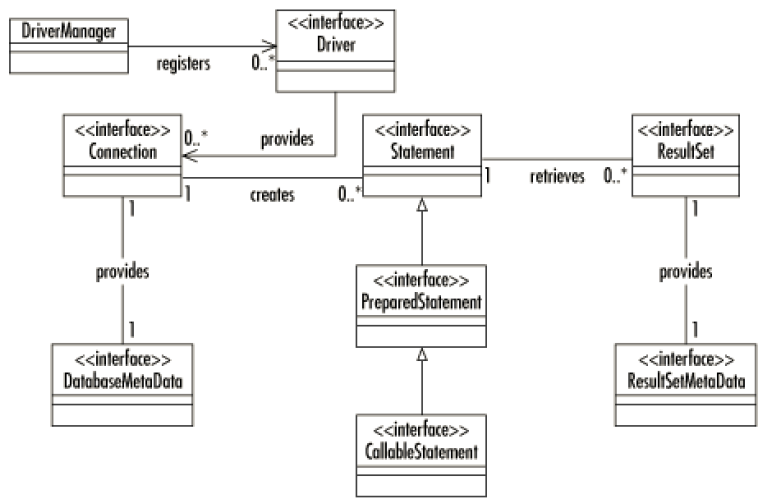 DriverManager
<<interface>>
Driver
registers
0..*
<<interface>>
Connection
0..*
provides
<<interface>>
Statement
<<interface>>
ResultSet
1
creates
0..*
1
retrieves
0..*
1
1
provides
<<interface>>
PreparedStatement
provides
1
1
<<interface>>
DatabaseMetaData
<<interface>>
ResultSetMetaData
<<interface>>
CallableStatement